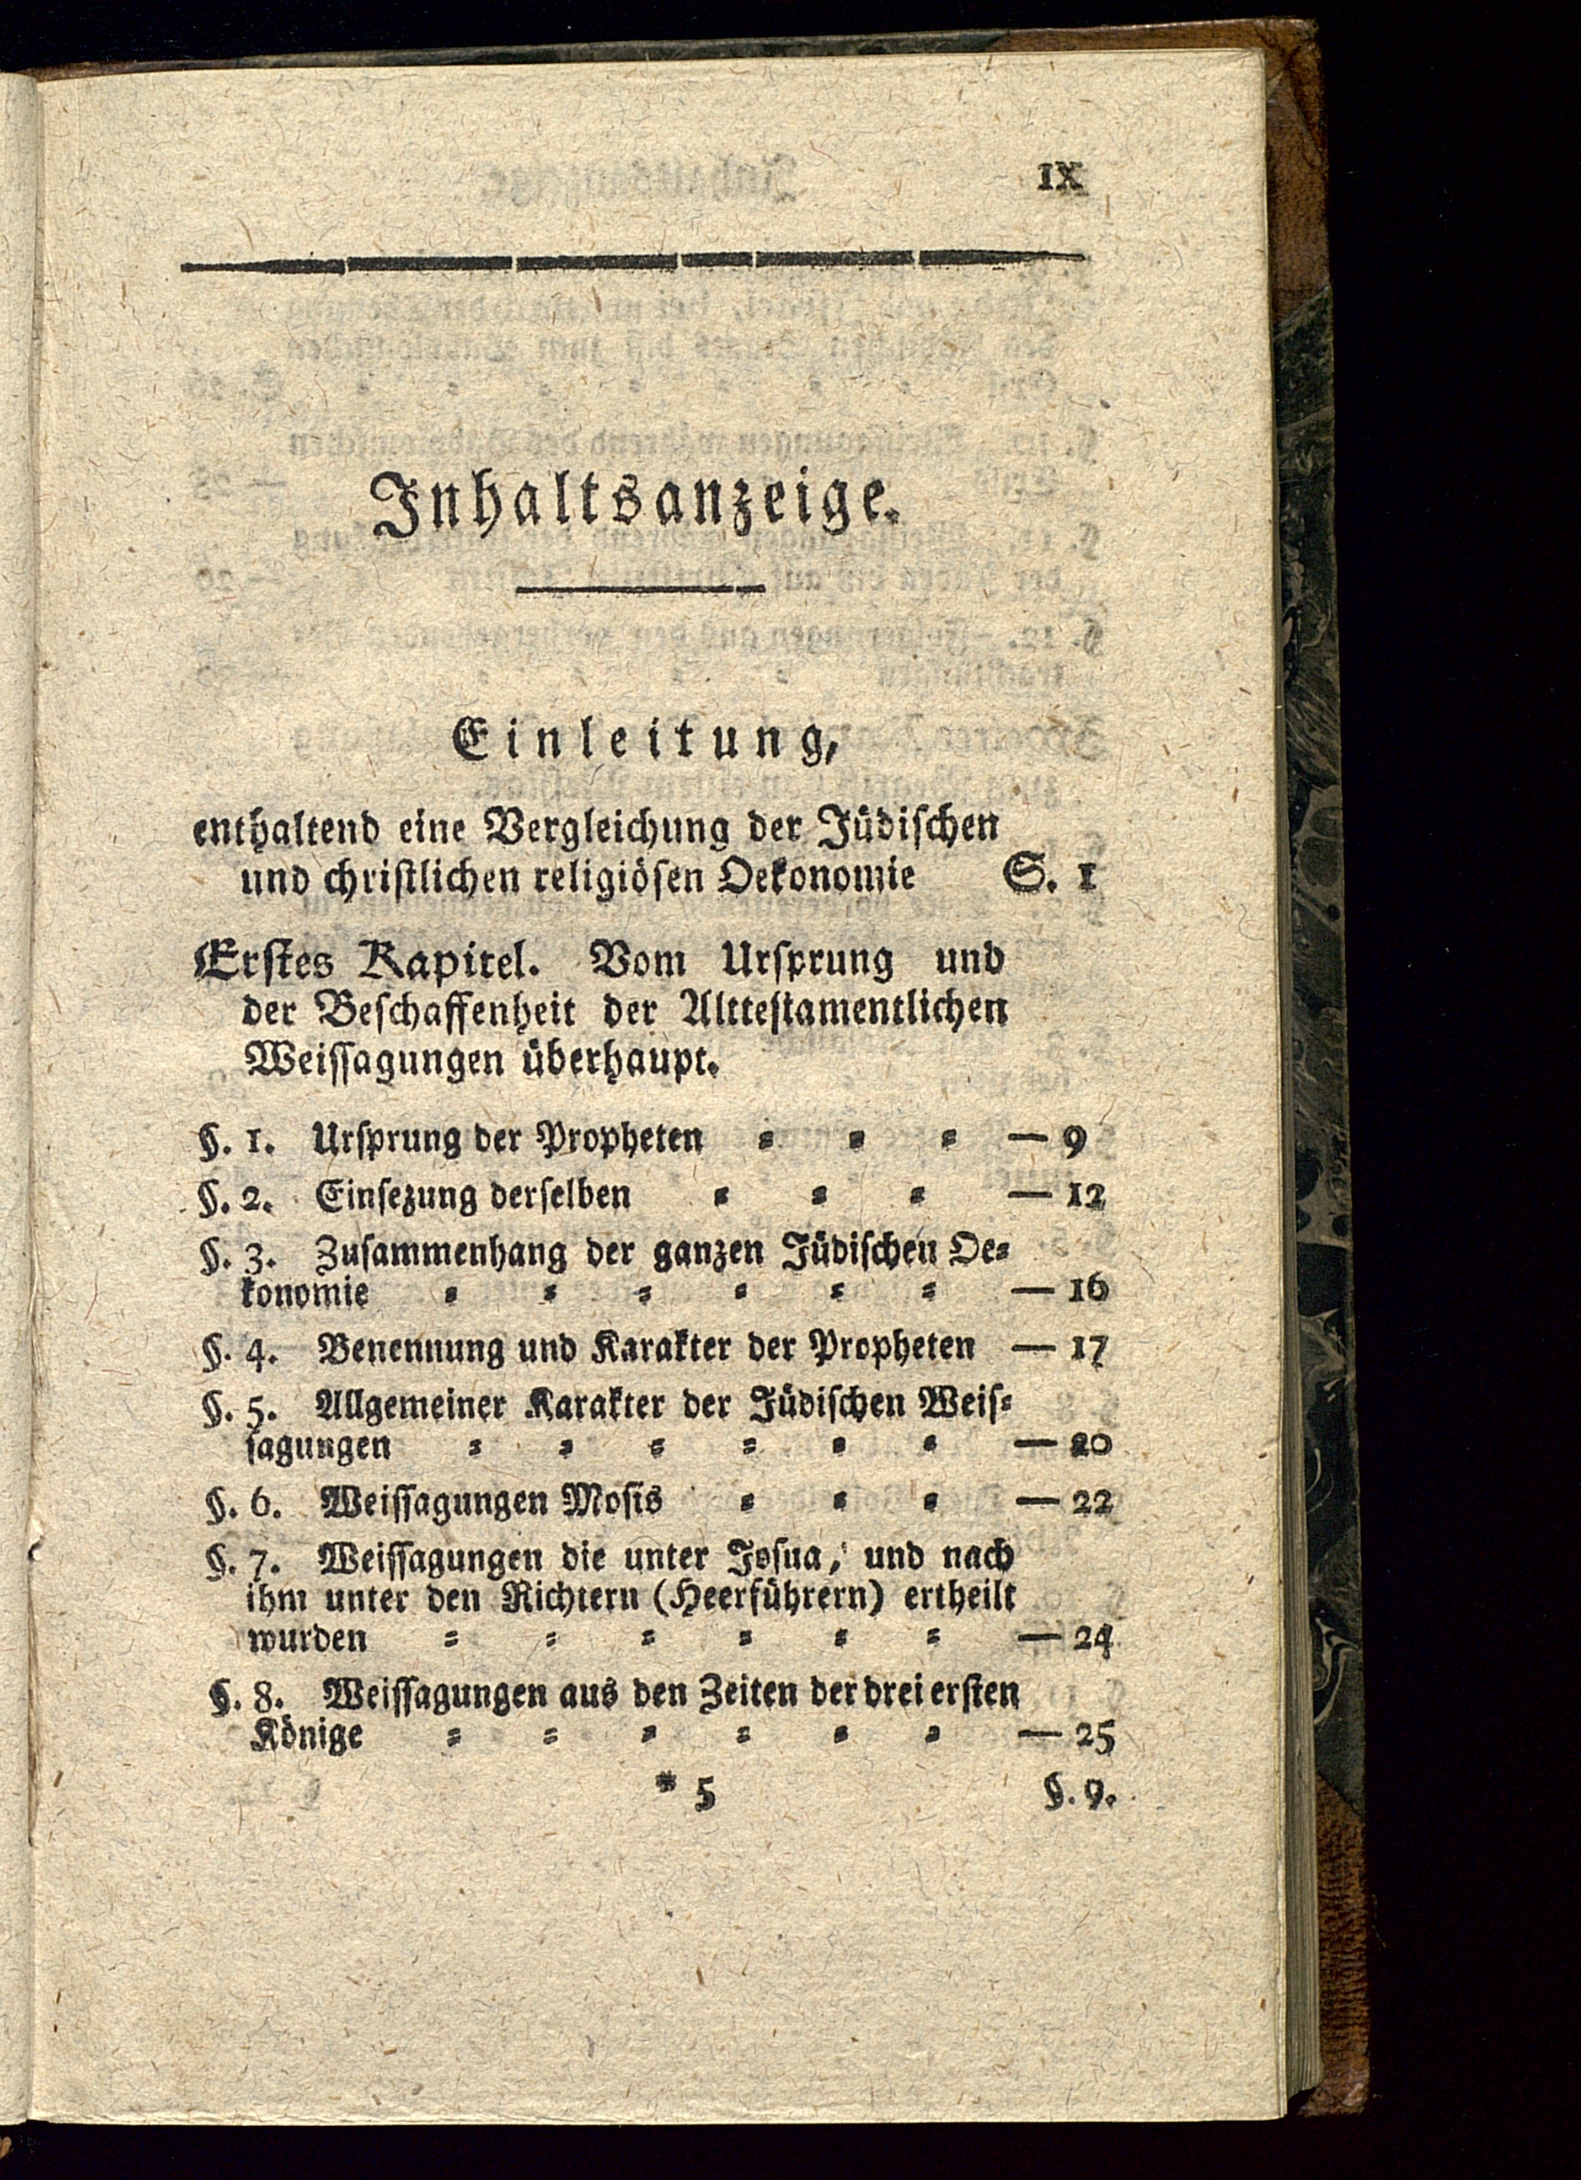 IX
Inhaltsanzeige.
Einleitung,
enthaltend eine Vergleichung der Jüdischen
und christlichen religiösen Oekonomie S. 1
Erstes Kapitel. Vom Ursprung und
der Beschaffenheit der Alttestamentlichen
Weissagungen überhaupt.
§. 1. Ursprung der Propheten = = = — 9
§. 2. Einsezung derselben = = = — 12
§. 3. Zusammenhang der ganzen Jüdischen Oe=
konomie = = = = = = — 16
§. 4. Benennung und Karakter der Propheten — 17
§. 5. Allgemeiner Karakter der Jüdischen Weis=
sagungen = = = = = = — 20
§. 6. Weissagungen Mosis = = = — 22
§. 7. Weissagungen die unter Josua, und nach
ihm unter den Richtern (Heerführern) ertheilt
wurden = = = = = = — 24
§. 8. Weissagungen aus den Zeiten der drei ersten
Könige = = = = = = — 25
* 5 §. 9.